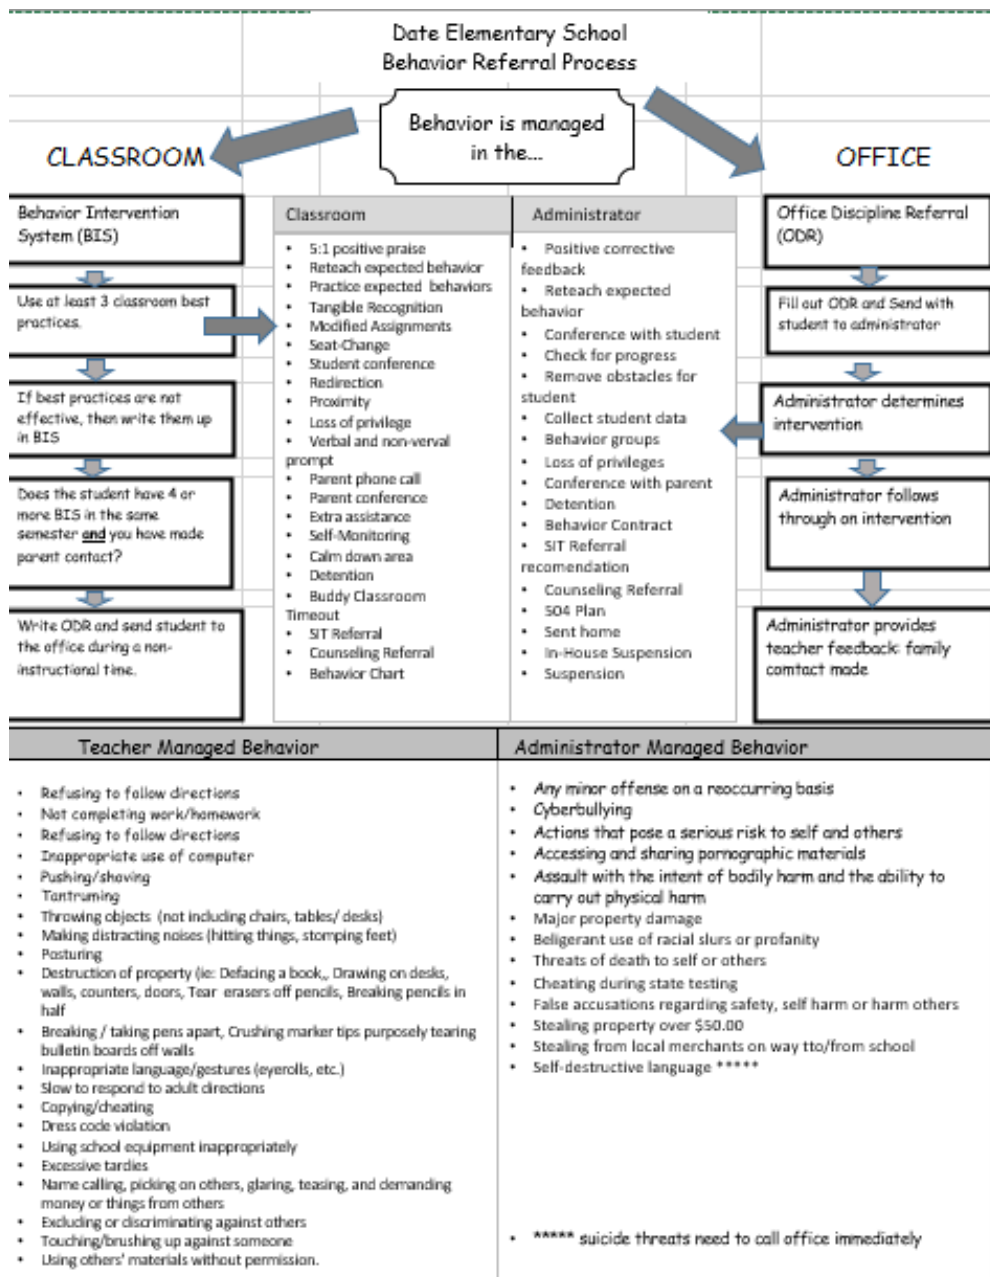 Date Elementary School
Behavior Referral Process
Behavior is managed
in the...
CLASSROOM
OFFICE
Behavior Intervention
System (BIS)
Use at least 3 classroom best
practices.
If best practices are not
effective, then write them up
in BIS
Does the student have 4 or
more BIS in the same
semester and you have made
parent contact?
Write ODR and send student to
the office during a non-
instructional time.
Classroom
• 5:1 positive praise
• Reteach expected behavior
• Practice expected behaviors
• Tangible Recognition
• Modified Assignments
• Seat-Change
• Student conference
• Redirection
• Proximity
• Loss of privilege
• Verbal and non-verval
prompt
• Parent phone call
• Parent conference
• Extra assistance
• Self-Monitoring
• Calm down area
• Detention
• Buddy Classroom
Timeout
• SIT Referral
• Counseling Referral
• Behavior Chart
Administrator
• Positive corrective
feedback
• Reteach expected
behavior
• Conference with student
• Check for progress
• Remove obstacles for
student
• Collect student data
• Behavior groups
• Loss of privileges
• Conference with parent
• Detention
• Behavior Contract
• SIT Referral
recomendation
• Counseling Referral
• 504 Plan
• Sent home
• In-House Suspension
• Suspension
Office Discipline Referral
(ODR)
Fill out ODR and Send with
student to administrator
Administrator determines
intervention
Administrator follows
through on intervention
Administrator provides
teacher feedback: family
comtact made
Teacher Managed Behavior
• Refusing to follow directions
• Not completing work/homework
• Refusing to follow directions
• Inappropriate use of computer
• Pushing/shoving
• Tantruming
• Throwing objects (not including chairs, tables/ desks)
• Making distracting noises (hitting things, stomping feet)
• Posturing
• Destruction of property (ie: Defacing a book,, Drawing on desks,
walls, counters, doors, Tear erasers off pencils, Breaking pencils in
half
• Breaking / taking pens apart, Crushing marker tips purposely tearing
bulletin boards off walls
• Inappropriate language/gestures (eyerolls, etc.)
• Slow to respond to adult directions
• Copying/cheating
• Dress code violation
• Using school equipment inappropriately
• Excessive tardies
• Name calling, picking on others, glaring, teasing, and demanding
money or things from others
• Excluding or discriminating against others
• Touching/brushing up against someone
• Using others' materials without permission.
Administrator Managed Behavior
• Any minor offense on a reoccurring basis
• Cyberbullying
• Actions that pose a serious risk to self and others
• Accessing and sharing pornographic materials
• Assault with the intent of bodily harm and the ability to
carry out physical harm
• Major property damage
• Beligerant use of racial slurs or profanity
• Threats of death to self or others
• Cheating during state testing
• False accusations regarding safety, self harm or harm others
• Stealing property over $50.00
• Stealing from local merchants on way tto/from school
• Self-destructive language *****
• ***** suicide threats need to call office immediately